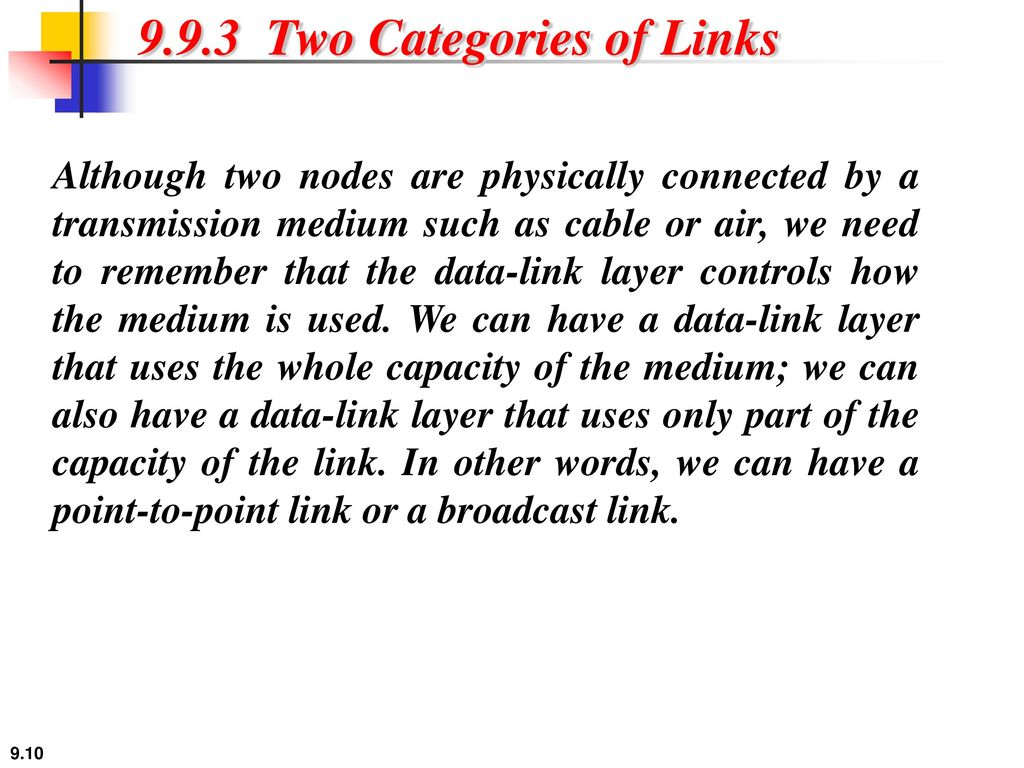 9.9.3  Two Categories of Links
Although two nodes are physically connected by a
transmission medium such as cable or air, we need
to remember that the data-link layer controls how
the medium is used. We can have a data-link layer
that uses the whole capacity of the medium; we can
also have a data-link layer that uses only part of the
capacity of the link. In other words, we can have a
point-to-point link or a broadcast link.
9.10